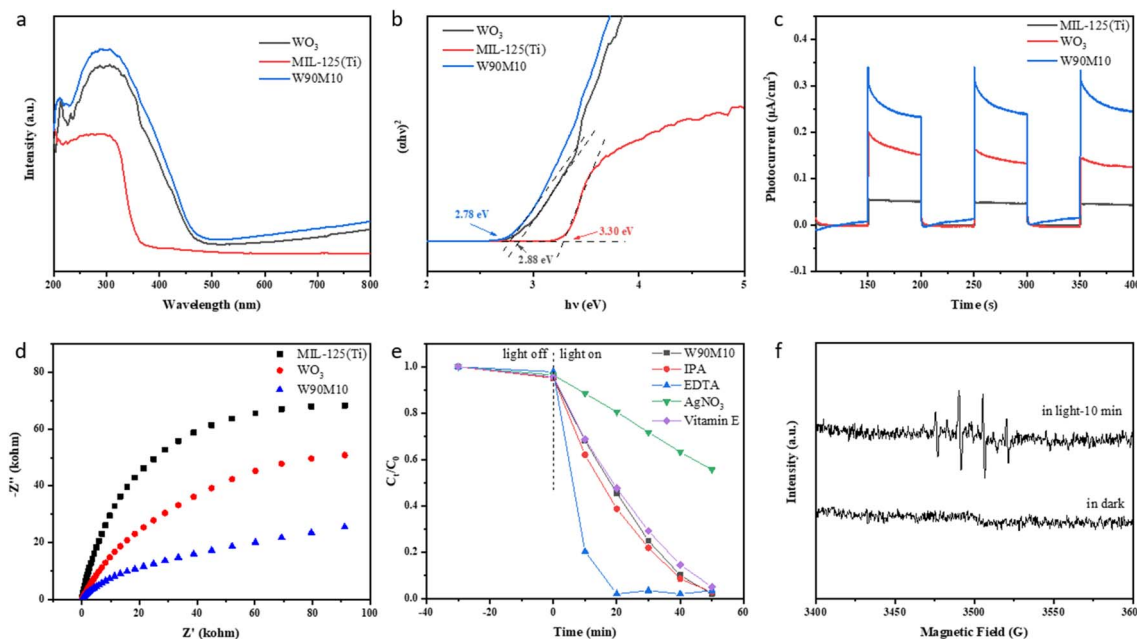 a
WO3
MIL-125(Ti)
W90M10
Intensity (a.u.)
200 300 400 500 600 700 800
Wavelength (nm)
b
WO3
MIL-125(Ti)
W90M10
(αhν)²
2.78 eV
3.30 eV
2.88 eV
2 3 4 5
hν (eV)
c
MIL-125(Ti)
WO3
W90M10
Photocurrent (μA/cm²)
0.4
0.3
0.2
0.1
0.0
-0.1
100 150 200 250 300 350 400
Time (s)
d
MIL-125(Ti)
WO3
W90M10
-Z'' (kohm)
80
60
40
20
0
0 20 40 60 80 100
Z' (kohm)
e
light off
light on
W90M10
IPA
EDTA
AgNO3
Vitamin E
Ct/C0
1.0
0.8
0.6
0.4
0.2
0.0
-40 -20 0 20 40 60
Time (min)
f
in light-10 min
in dark
Intensity (a.u.)
3400 3450 3500 3550 3600
Magnetic Field (G)